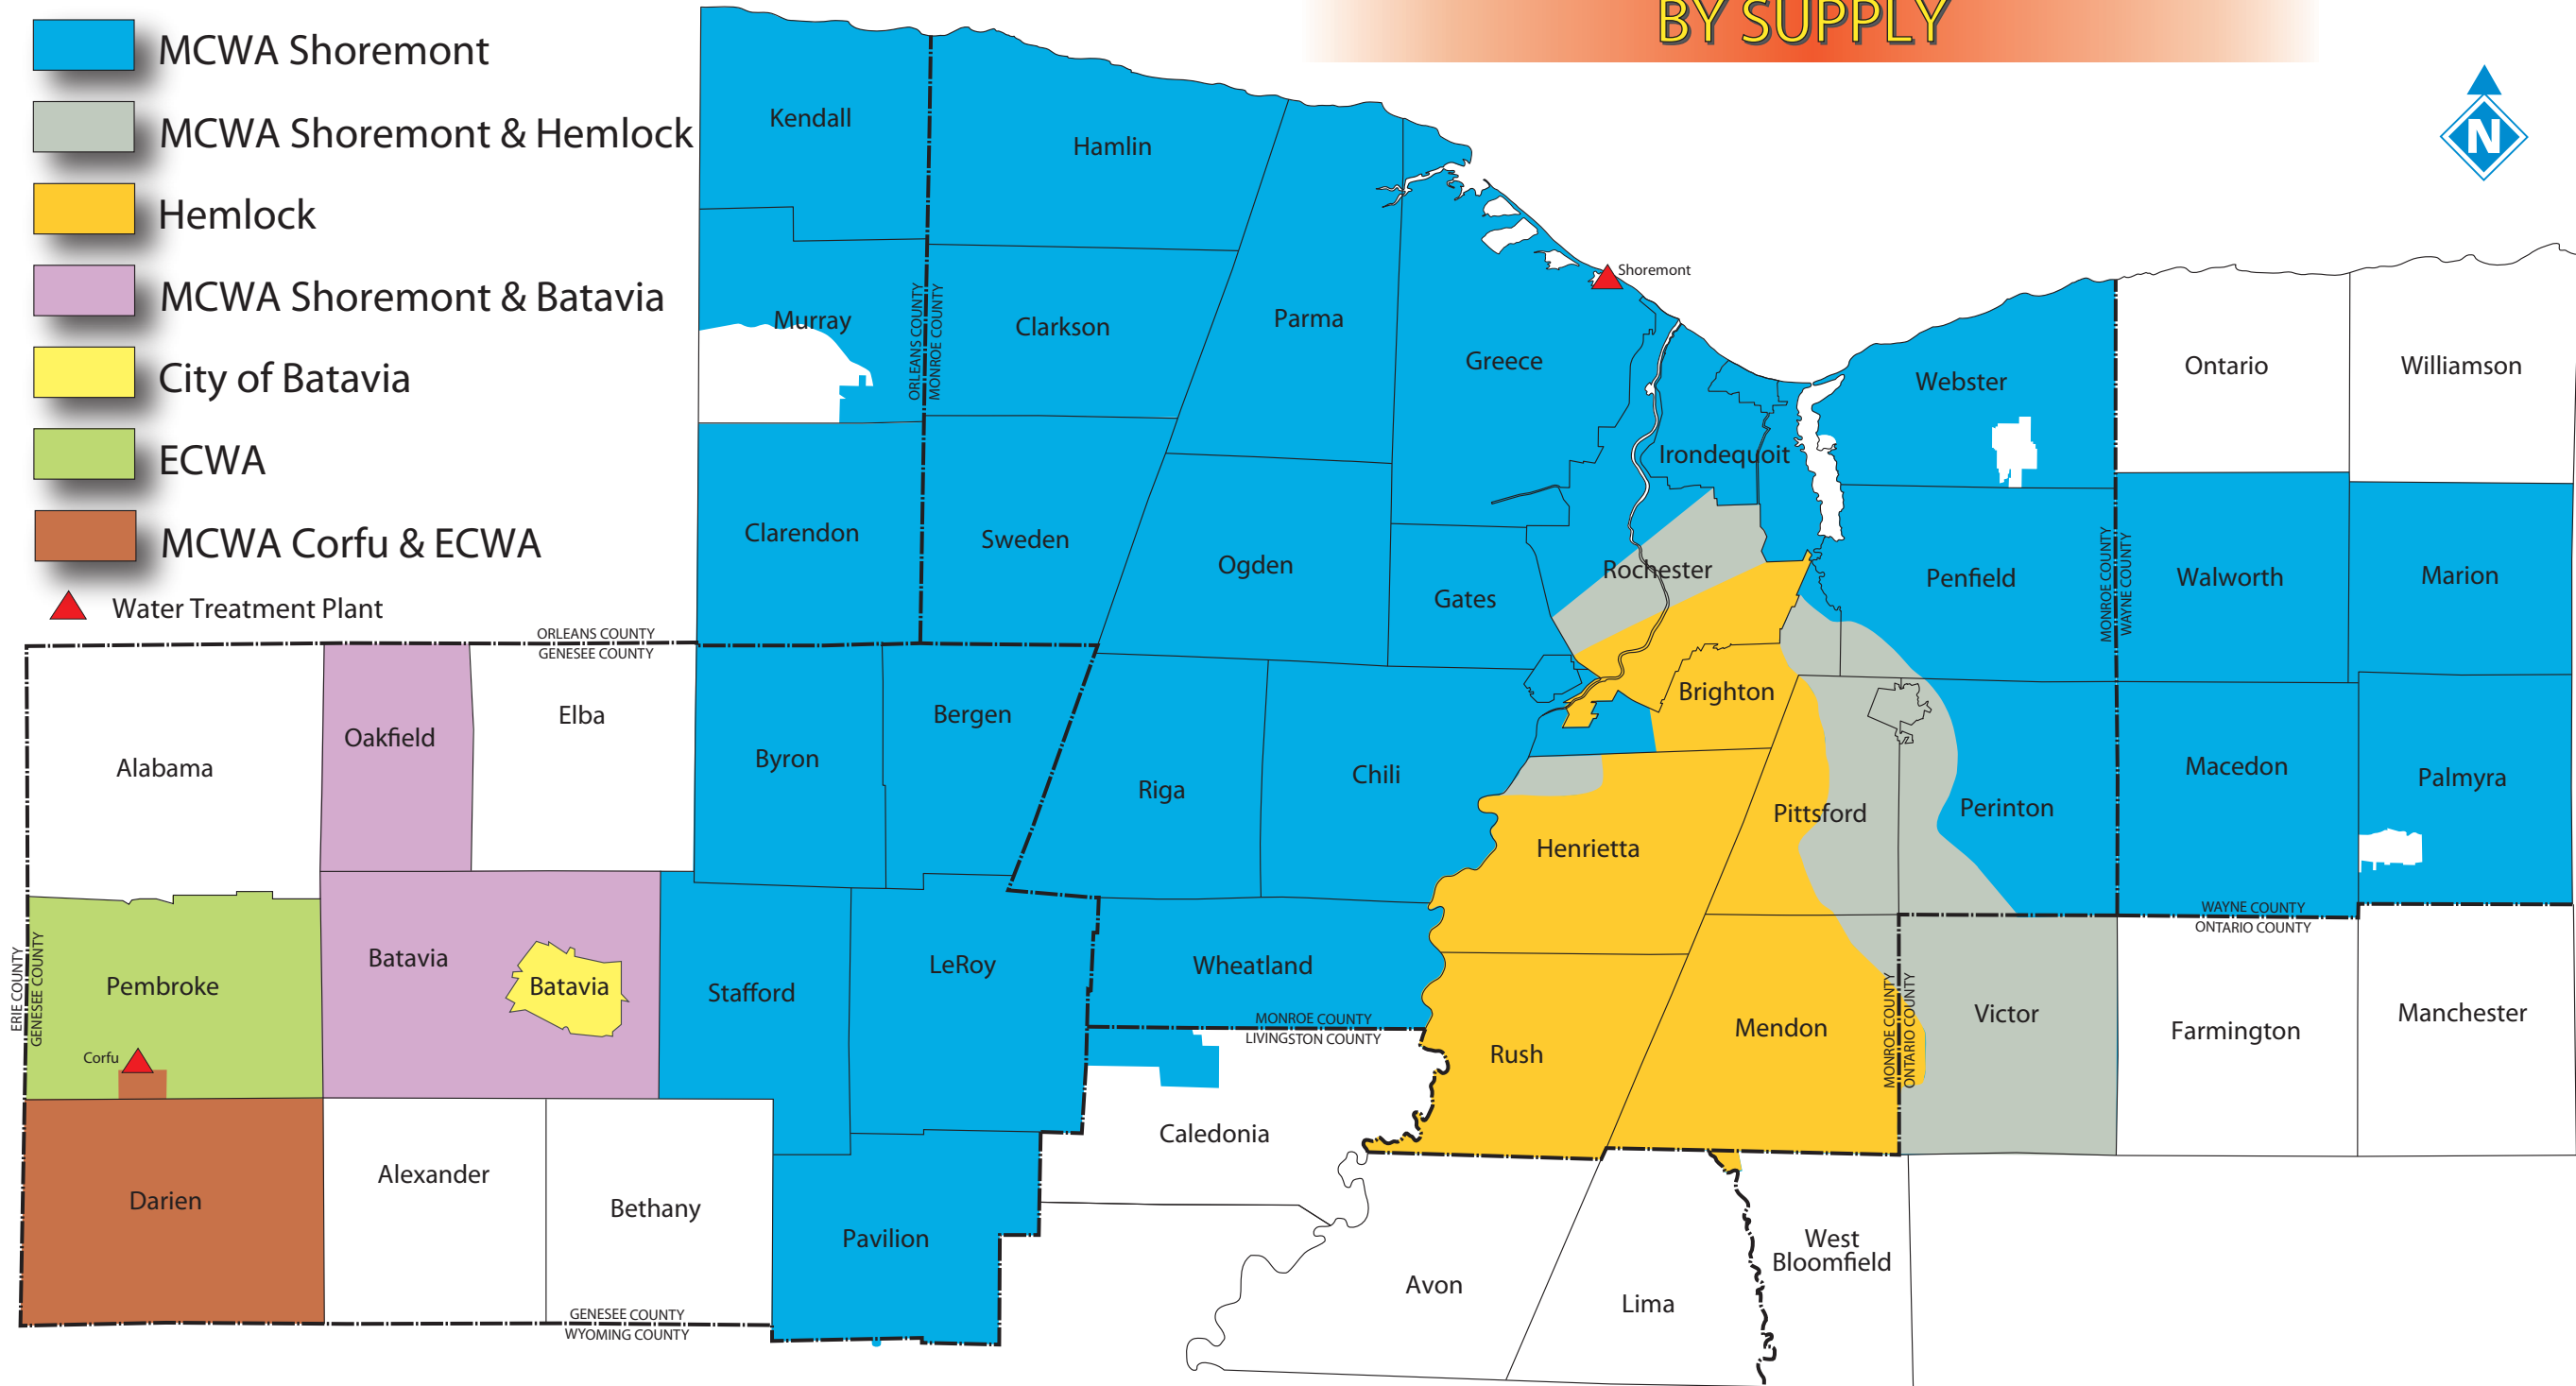 BY SUPPLY
MCWA Shoremont
MCWA Shoremont & Hemlock
Hemlock
MCWA Shoremont & Batavia
City of Batavia
ECWA
MCWA Corfu & ECWA
Water Treatment Plant
N
Kendall
Hamlin
Shoremont
Murray
Clarkson
Parma
Greece
Webster
Ontario
Williamson
ORLEANS COUNTY
MONROE COUNTY
Irondequoit
Clarendon
Sweden
Ogden
Gates
Rochester
Penfield
MONROE COUNTY
WAYNE COUNTY
Walworth
Marion
ORLEANS COUNTY
GENESEE COUNTY
Alabama
Oakfield
Elba
Byron
Bergen
Riga
Chili
Brighton
Henrietta
Pittsford
Perinton
Macedon
Palmyra
WAYNE COUNTY
ONTARIO COUNTY
ERIE COUNTY
GENESEE COUNTY
Pembroke
Corfu
Batavia
Batavia
Stafford
LeRoy
Wheatland
MONROE COUNTY
LIVINGSTON COUNTY
Rush
Mendon
MONROE COUNTY
ONTARIO COUNTY
Victor
Farmington
Manchester
Darien
Alexander
Bethany
Pavilion
Caledonia
Avon
Lima
West
Bloomfield
GENESEE COUNTY
WYOMING COUNTY